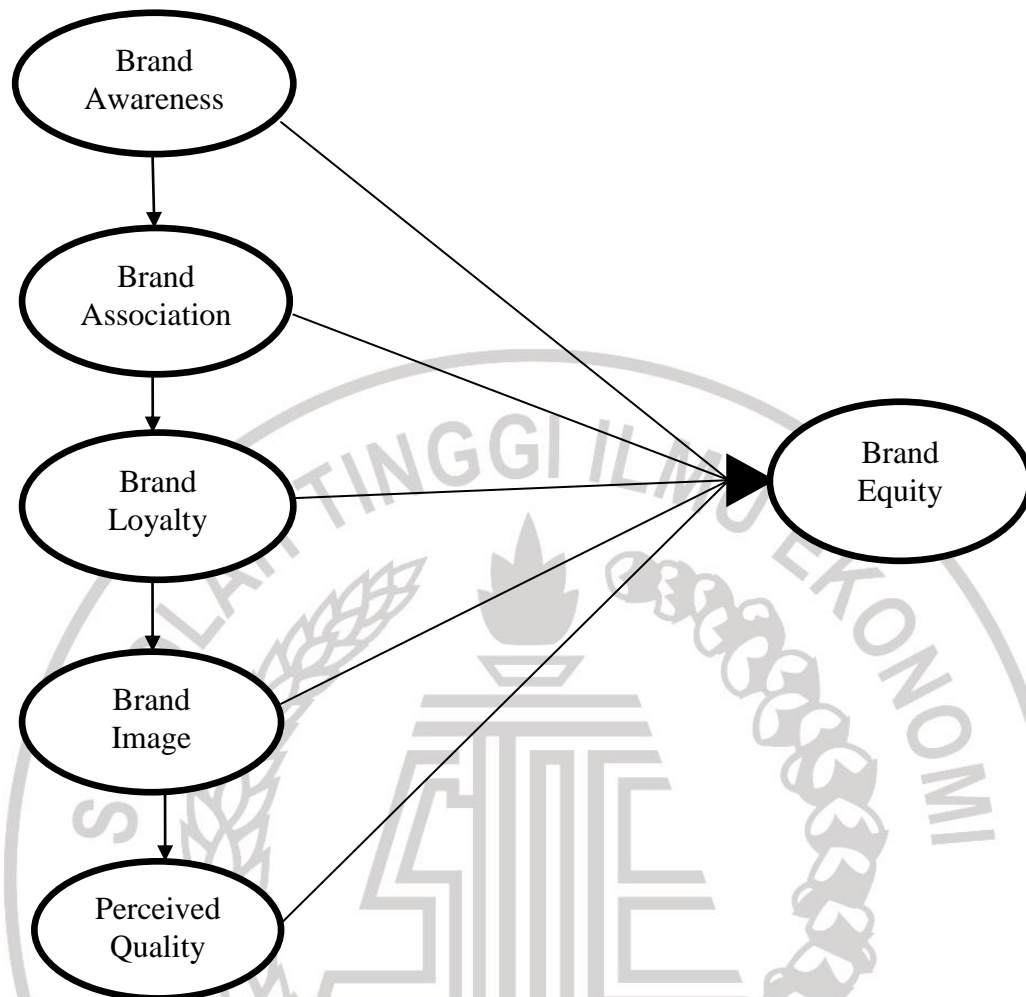 Brand
Awareness
Brand
Association
Brand
Loyalty
Brand
Image
Perceived
Quality
Brand
Equity
TINGGI ILMU EKONOMI